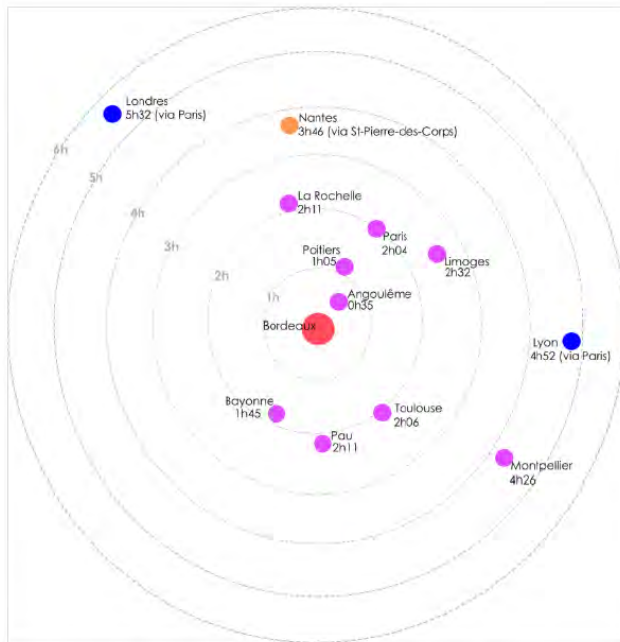 Londres
5h32 (via Paris)
Nantes
3h46 (via St-Pierre-des-Corps)
6h
5h
4h
3h
2h
1h
La Rochelle
2h11
Paris
2h04
Poitiers
1h05
Limoges
2h32
Angoulême
0h35
Bordeaux
Lyon
4h52 (via Paris)
Bayonne
1h45
Toulouse
2h06
Pau
2h11
Montpellier
4h26